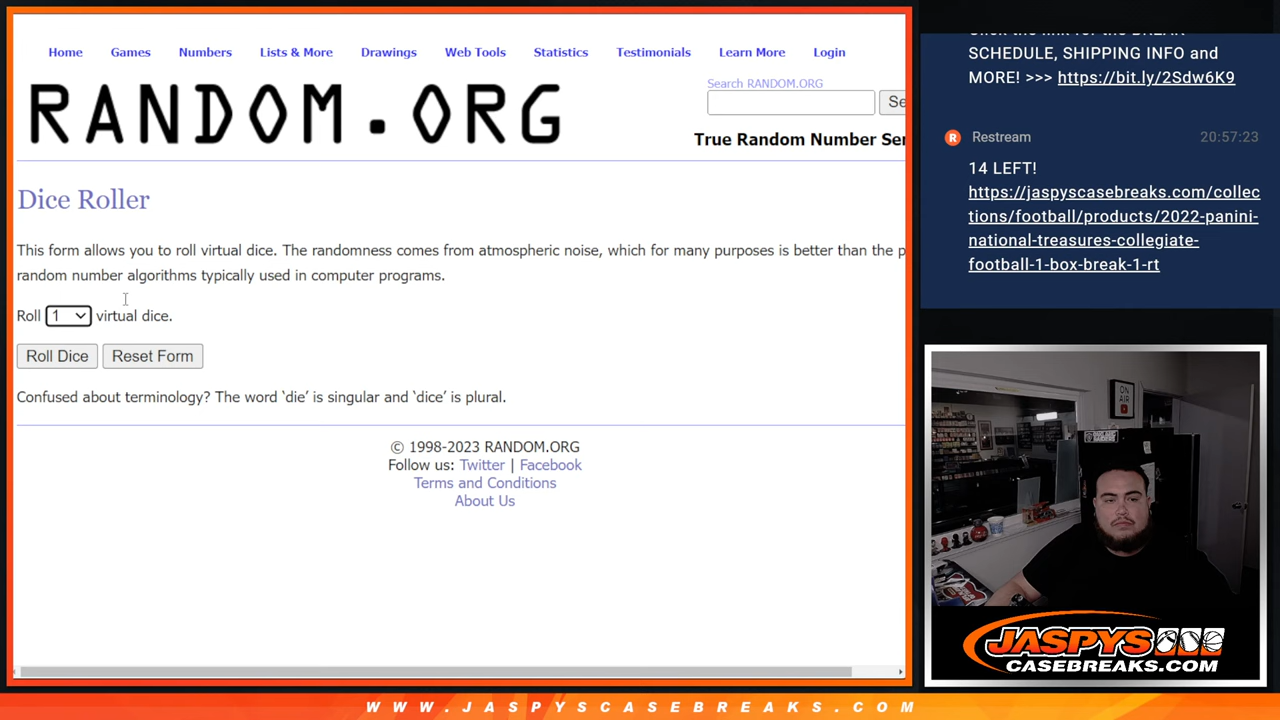 Home Games Numbers Lists & More Drawings Web Tools Statistics Testimonials Learn More Login
RANDOM.ORG
Search RANDOM.ORG
Se
True Random Number Ser
Dice Roller
This form allows you to roll virtual dice. The randomness comes from atmospheric noise, which for many purposes is better than the p
random number algorithms typically used in computer programs.
Roll 1 virtual dice.
Roll Dice Reset Form
Confused about terminology? The word ‘die’ is singular and ‘dice’ is plural.
© 1998-2023 RANDOM.ORG
Follow us: Twitter | Facebook
Terms and Conditions
About Us
SCHEDULE, SHIPPING INFO and
MORE! >>> https://bit.ly/2Sdw6K9
R Restream 20:57:23
14 LEFT!
https://jaspyscasebreaks.com/collec
tions/football/products/2022-panini-
national-treasures-collegiate-
football-1-box-break-1-rt
ON
AIR
JASPYS
CASEBREAKS.COM
WWW.JASPYSCASEBREAKS.COM